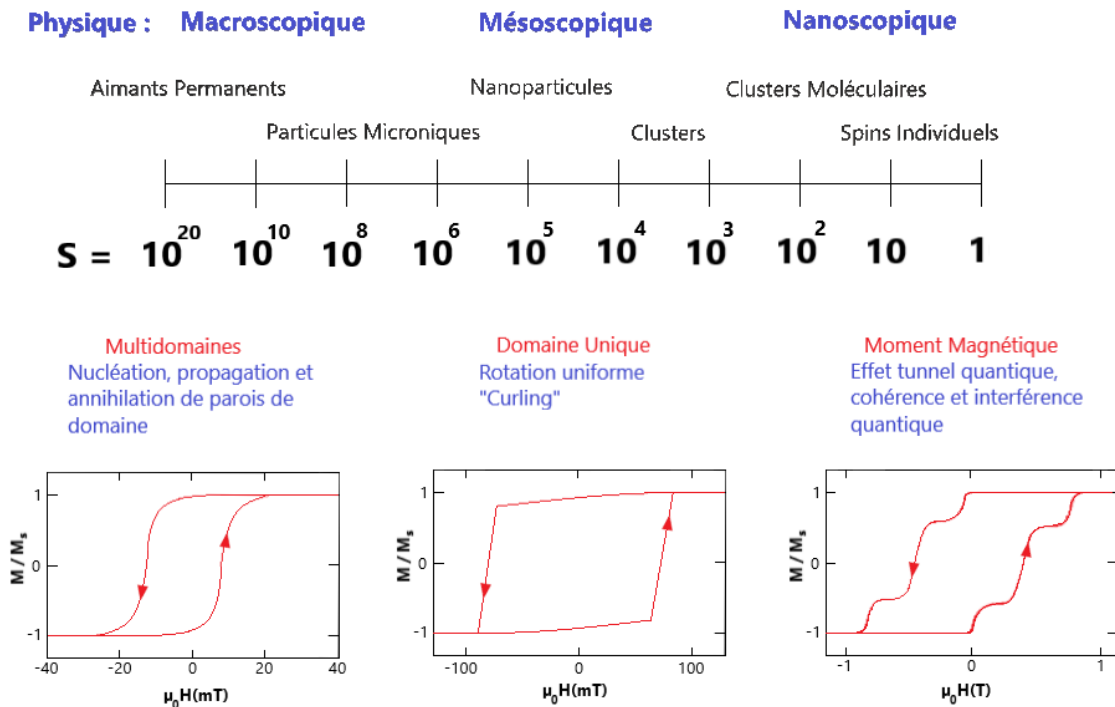 Physique : Macroscopique Mésoscopique Nanoscopique
Aimants Permanents Nanoparticules Clusters Moléculaires
Particules Microniques Clusters Spins Individuels
S = 10^20 10^10 10^8 10^6 10^5 10^4 10^3 10^2 10 1
Multidomaines
Nucléation, propagation et
annihilation de parois de
domaine
Domaine Unique
Rotation uniforme
"Curling"
Moment Magnétique
Effet tunnel quantique,
cohérence et interférence
quantique
M / Ms
1
0
-1
-40 -20 0 20 40
μ0H(mT)
M / Ms
1
0
-1
-100 0 100
μ0H(mT)
M / Ms
1
0
-1
-1 0 1
μ0H(T)